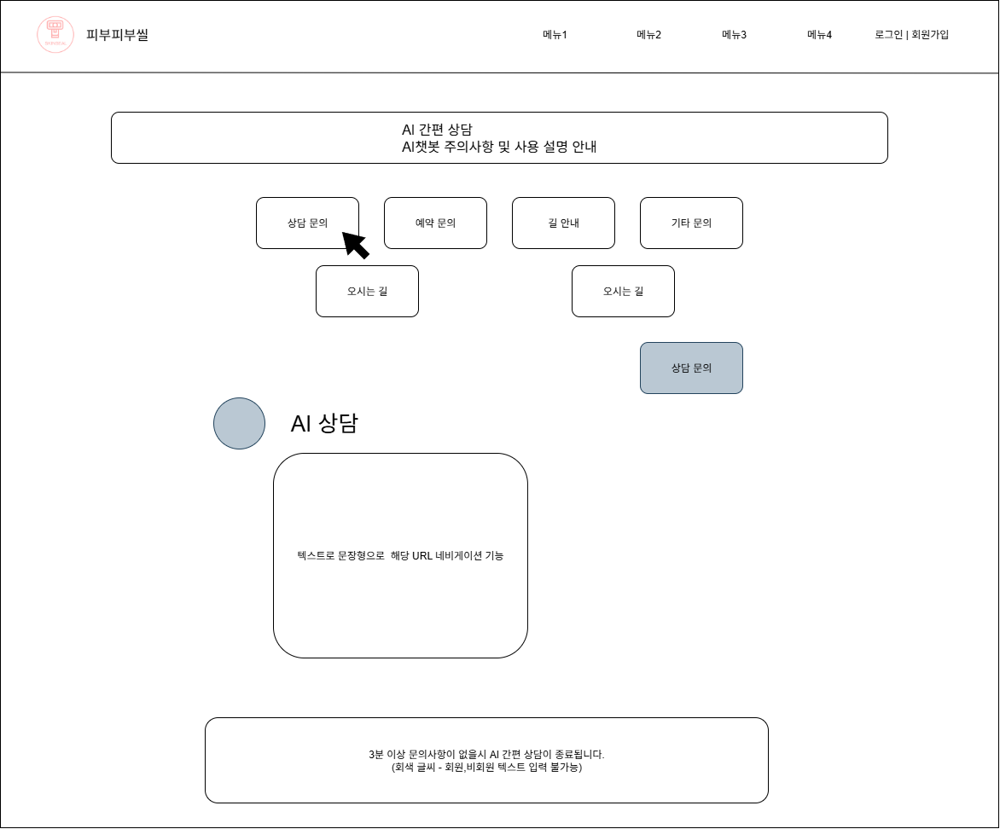 피부피부씰
메뉴1
메뉴2
메뉴3
메뉴4
로그인 | 회원가입
AI 간편 상담
AI챗봇 주의사항 및 사용 설명 안내
상담 문의
예약 문의
길 안내
기타 문의
오시는 길
오시는 길
상담 문의
AI 상담
텍스트로 문장형으로 해당 URL 네비게이션 기능
3분 이상 문의사항이 없을시 AI 간편 상담이 종료됩니다.
(회색 글씨 - 회원,비회원 텍스트 입력 불가능)